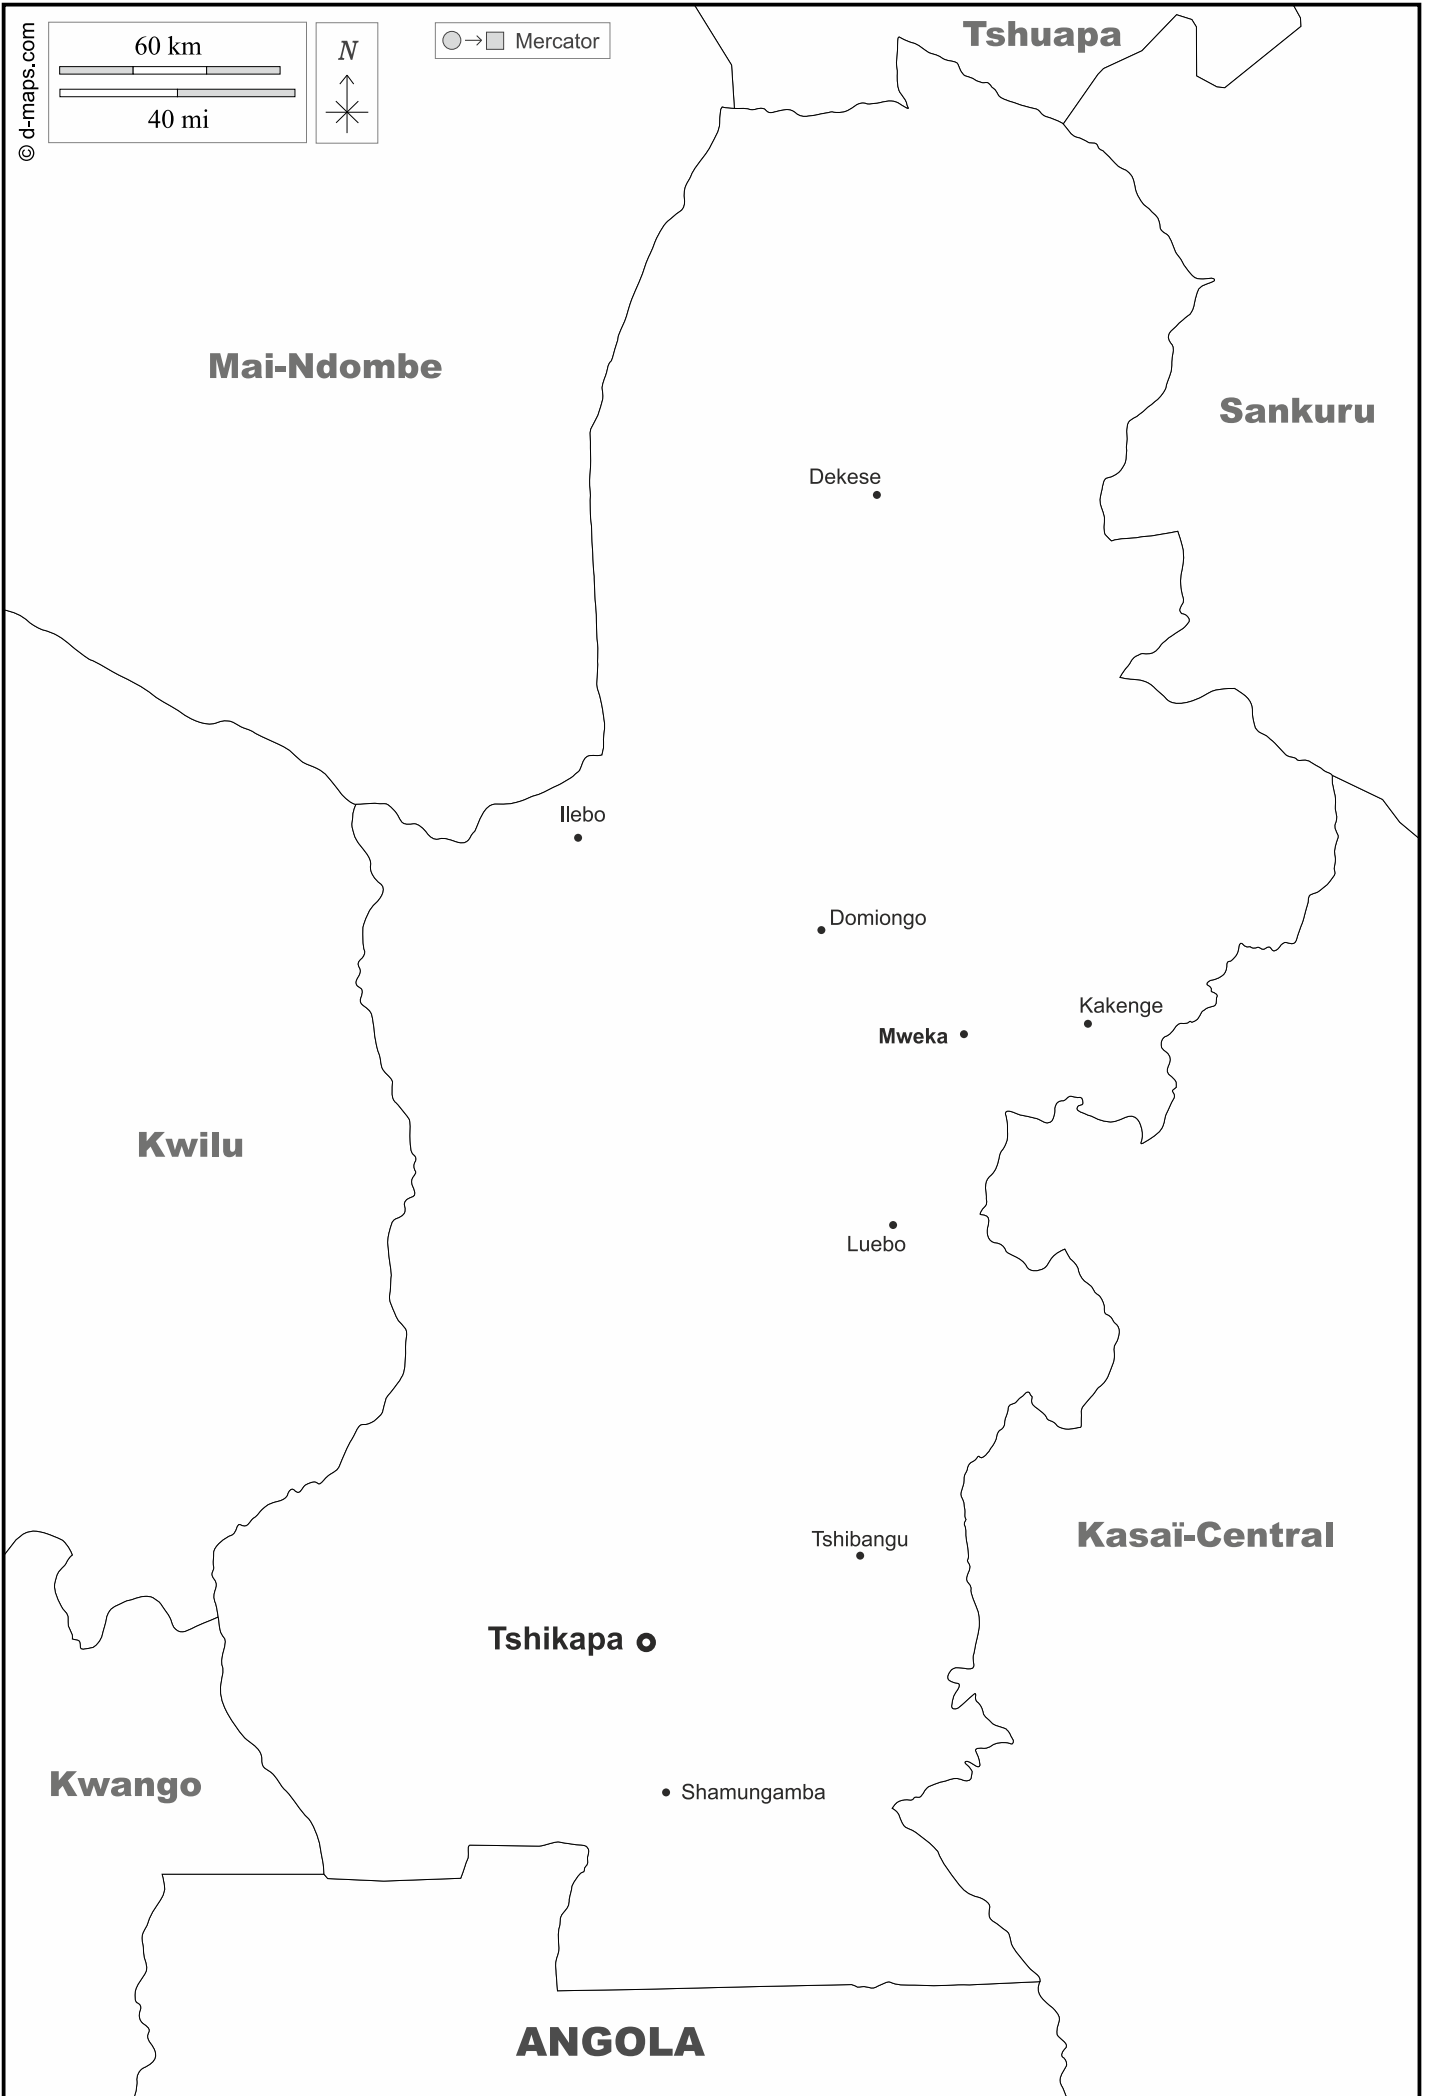 © d-maps.com
60 km
40 mi
N
Mercator
Tshuapa
Mai-Ndombe
Sankuru
Dekese
Ilebo
Domiongo
Kakenge
Mweka
Kwilu
Luebo
Kasaï-Central
Tshibangu
Tshikapa
Kwango
Shamungamba
ANGOLA